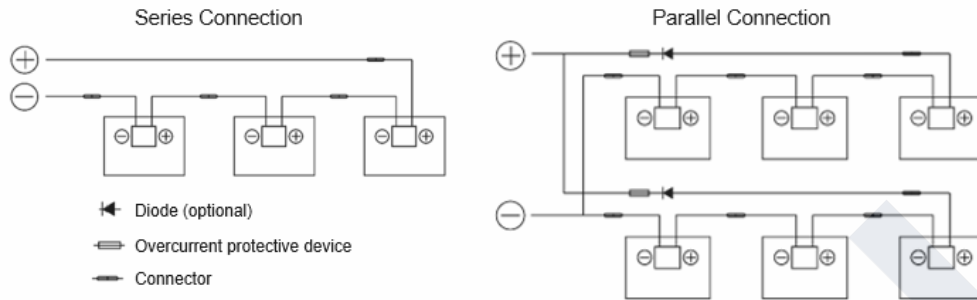 Series Connection
Parallel Connection
+
−
− +
− +
− +
Diode (optional)
Overcurrent protective device
Connector
+
− +
− +
− +
−
− +
− +
− +